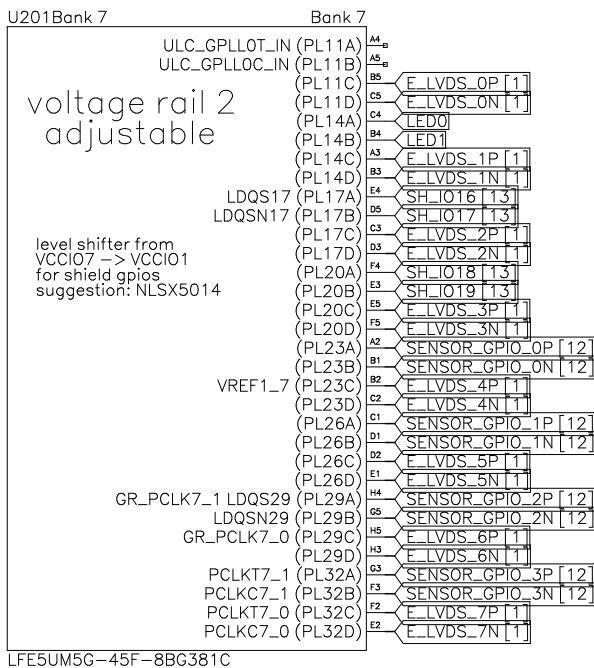 U201Bank 7 Bank 7
ULC_GPLL0T_IN (PL11A) A4
ULC_GPLL0C_IN (PL11B) A5
(PL11C) B5 E_LVDS_0P [1]
(PL11D) C5 E_LVDS_0N [1]
voltage rail 2
adjustable
(PL14A) C4 LED0
(PL14B) B4 LED1
(PL14C) A3 E_LVDS_1P [1]
(PL14D) B3 E_LVDS_1N [1]
LDQS17 (PL17A) E4 SH_IO16 [13]
LDQSN17 (PL17B) D5 SH_IO17 [13]
(PL17C) C3 E_LVDS_2P [1]
(PL17D) D3 E_LVDS_2N [1]
level shifter from
VCCIO7 -> VCCIO1
for shield gpios
suggestion: NLSX5014
(PL20A) F4 SH_IO18 [13]
(PL20B) E3 SH_IO19 [13]
(PL20C) E5 E_LVDS_3P [1]
(PL20D) F5 E_LVDS_3N [1]
(PL23A) A2 SENSOR_GPIO_0P [12]
(PL23B) B1 SENSOR_GPIO_0N [12]
VREF1_7 (PL23C) B2 E_LVDS_4P [1]
(PL23D) C2 E_LVDS_4N [1]
(PL26A) C1 SENSOR_GPIO_1P [12]
(PL26B) D1 SENSOR_GPIO_1N [12]
(PL26C) D2 E_LVDS_5P [1]
(PL26D) E1 E_LVDS_5N [1]
GR_PCLK7_1 LDQS29 (PL29A) H4 SENSOR_GPIO_2P [12]
LDQSN29 (PL29B) G5 SENSOR_GPIO_2N [12]
GR_PCLK7_0 (PL29C) H5 E_LVDS_6P [1]
(PL29D) H3 E_LVDS_6N [1]
PCLKT7_1 (PL32A) G3 SENSOR_GPIO_3P [12]
PCLKC7_1 (PL32B) F3 SENSOR_GPIO_3N [12]
PCLKT7_0 (PL32C) F2 E_LVDS_7P [1]
PCLKC7_0 (PL32D) E2 E_LVDS_7N [1]
LFE5UM5G-45F-8BG381C